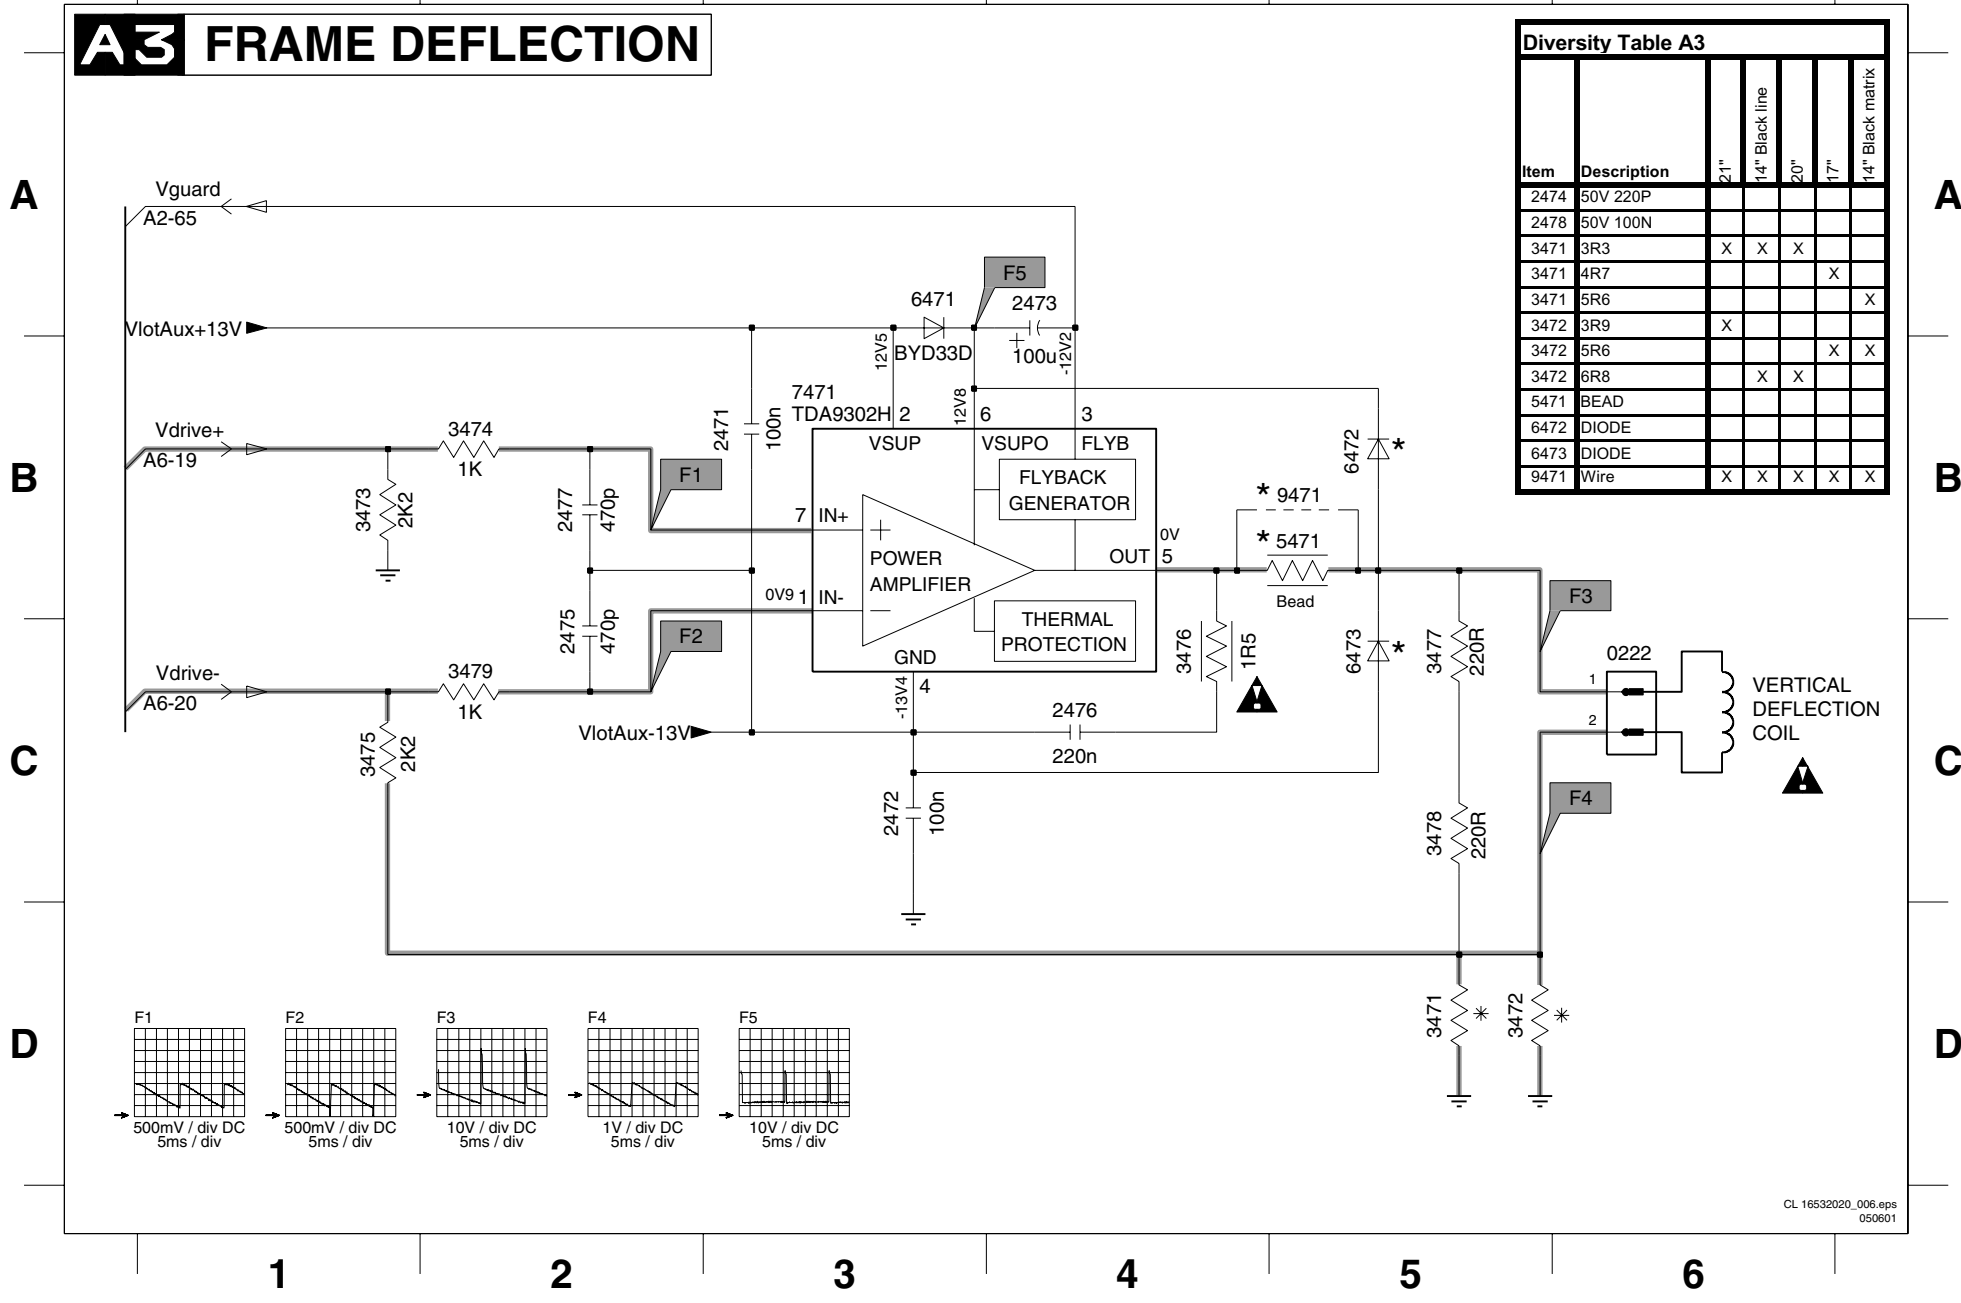 A3 FRAME DEFLECTION
Diversity Table A3
Item Description 21" 14" Black line 20" 17" 14" Black matrix
2474 50V 220P
2478 50V 100N
3471 3R3 X X X
3471 4R7 X
3471 5R6 X
3472 3R9 X
3472 5R6 X X
3472 6R8 X X
5471 BEAD
6472 DIODE
6473 DIODE
9471 Wire X X X X X
A
A
Vguard
A2-65
F5
6471
2473
VlotAux+13V
12V5
BYD33D
+
100u
-12V2
7471
TDA9302H
2
12V8
6
3
2471
100n
Vdrive+
A6-19
3474
1K
VSUP
VSUPO
FLYB
6472
*
B
B
F1
3473
2K2
2477
470p
FLYBACK
GENERATOR
* 9471
7
IN+
+
POWER
AMPLIFIER
OUT
0V
5
* 5471
Bead
0V9
1
IN-
−
F3
2475
470p
F2
THERMAL
PROTECTION
3476
1R5
6473
*
3477
220R
0222
GND
Vdrive-
A6-20
3479
1K
-13V4
4
1
2
VERTICAL
DEFLECTION
COIL
VlotAux-13V
2476
220n
3475
2K2
C
C
F4
2472
100n
3478
220R
3471
*
3472
*
D
D
F1
500mV / div DC
5ms / div
F2
500mV / div DC
5ms / div
F3
10V / div DC
5ms / div
F4
1V / div DC
5ms / div
F5
10V / div DC
5ms / div
CL 16532020_006.eps
050601
1
2
3
4
5
6